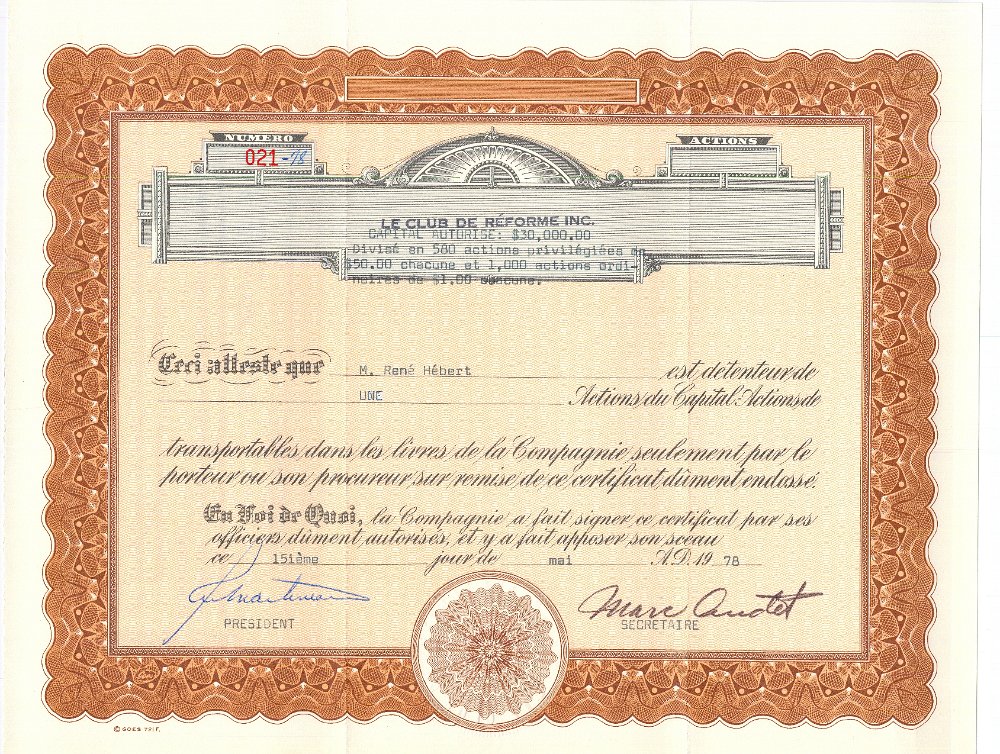 NUMERO
ACTIONS
021-78
LE CLUB DE RÉFORME INC.
CAPITAL AUTORISE: $30,000.00
Divisé en 500 actions privilégiées de
$50.00 chacune et 1,000 actions ordi-
naires de $1.00 chacune.
Ceci atteste que M. René Hébert est détenteur de
UNE Actions du Capital-Actions de
transportables dans les livres de la Compagnie seulement par le
porteur ou son procureur sur remise de ce certificat dûment endossé.
En Foi de Quoi, la Compagnie a fait signer ce certificat par ses
officiers dûment autorisés, et y a fait apposer son sceau
ce 15ième jour de mai A.D. 19 78
Marc Audet
PRESIDENT
SECRETAIRE
© GOES